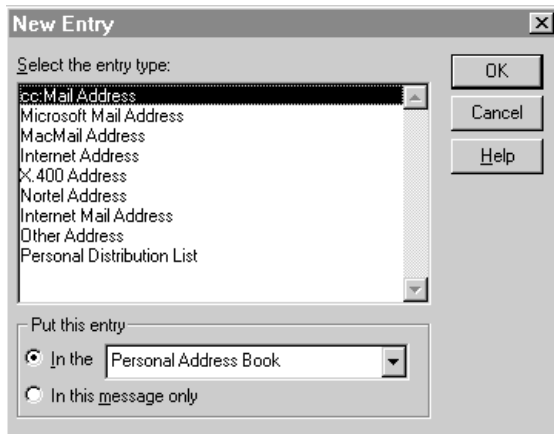 New Entry
Select the entry type:
cc:Mail Address
Microsoft Mail Address
MacMail Address
Internet Address
X.400 Address
Nortel Address
Internet Mail Address
Other Address
Personal Distribution List
OK
Cancel
Help
Put this entry
In the Personal Address Book
In this message only